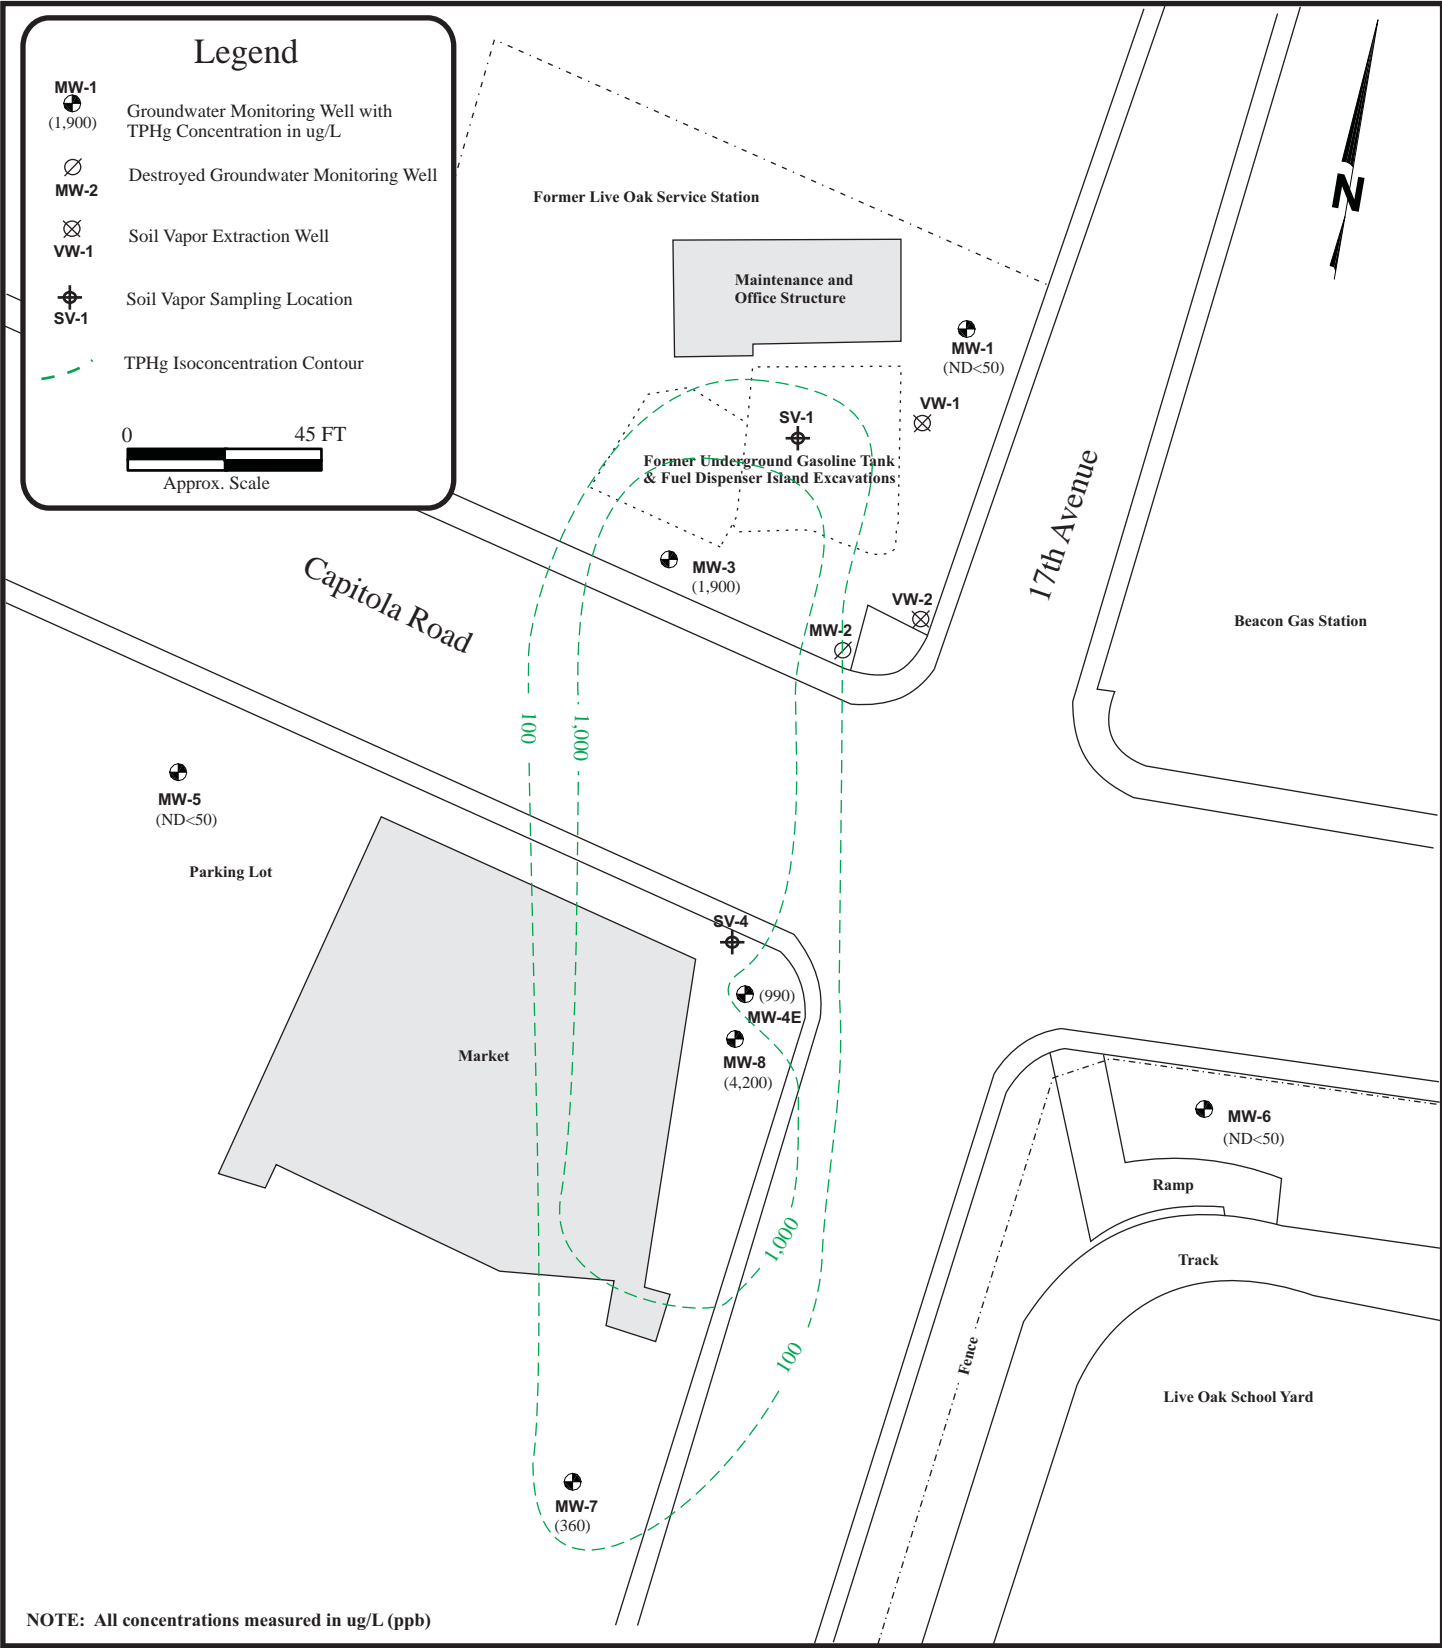 Legend
MW-1
(1,900)
Groundwater Monitoring Well with
TPHg Concentration in ug/L
MW-2
Destroyed Groundwater Monitoring Well
VW-1
Soil Vapor Extraction Well
SV-1
Soil Vapor Sampling Location
TPHg Isoconcentration Contour
0 45 FT
Approx. Scale
N
Former Live Oak Service Station
Maintenance and
Office Structure
MW-1
(ND<50)
VW-1
SV-1
Former Underground Gasoline Tank
& Fuel Dispenser Island Excavations
17th Avenue
Capitola Road
MW-3
(1,900)
VW-2
MW-2
Beacon Gas Station
100
1,000
MW-5
(ND<50)
Parking Lot
SV-4
(990)
MW-4E
Market
MW-8
(4,200)
MW-6
(ND<50)
Ramp
1,000
Track
100
Fence
Live Oak School Yard
MW-7
(360)
NOTE: All concentrations measured in ug/L (ppb)